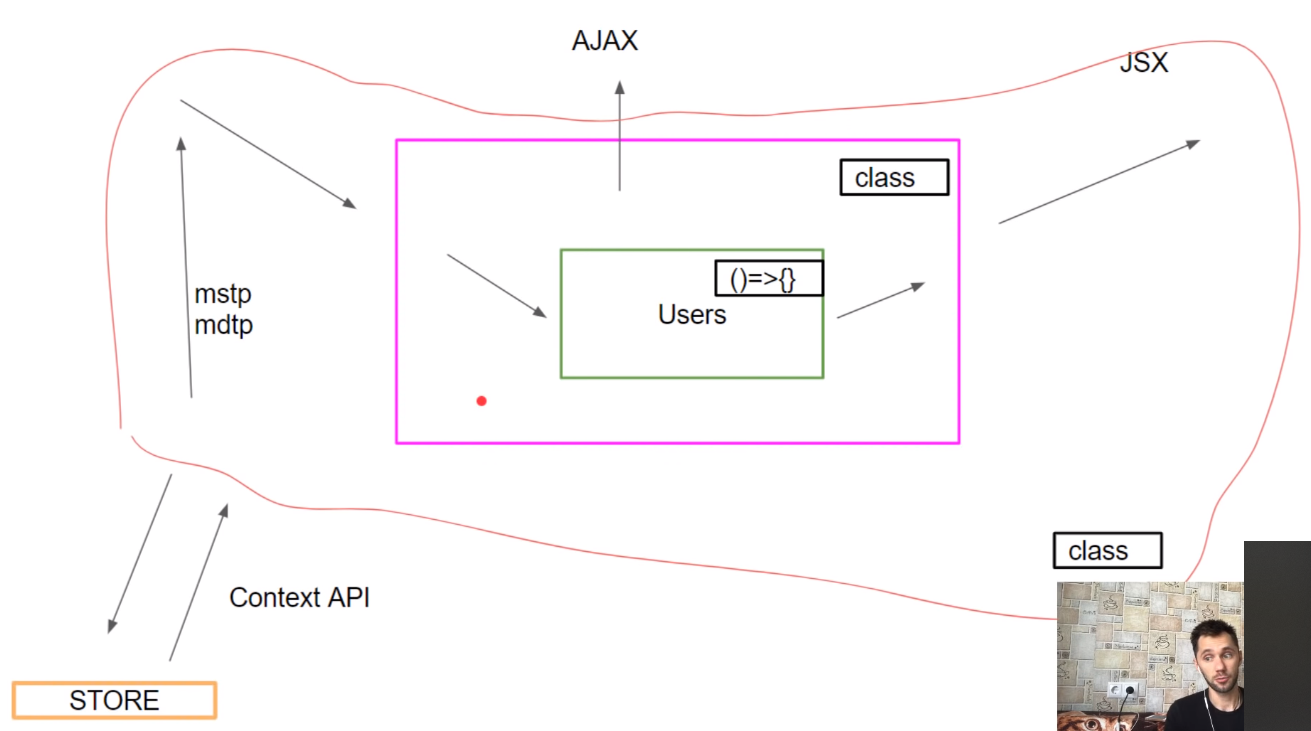 AJAX
JSX
class
()=>{}
Users
mstp
mdtp
class
Context API
STORE